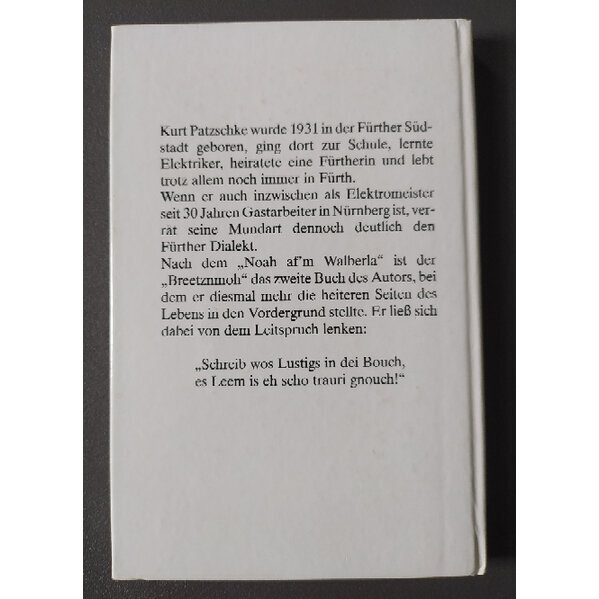 Kurt Patzschke wurde 1931 in der Fürther Süd-
stadt geboren, ging dort zur Schule, lernte
Elektriker, heiratete eine Fürtherin und lebt
trotz allem noch immer in Fürth.
Wenn er auch inzwischen als Elektromeister
seit 30 Jahren Gastarbeiter in Nürnberg ist, ver-
rät seine Mundart dennoch deutlich den
Fürther Dialekt.
Nach dem „Noah af'm Walberla“ ist der
„Breetznmoh“ das zweite Buch des Autors, bei
dem er diesmal mehr die heiteren Seiten des
Lebens in den Vordergrund stellte. Er ließ sich
dabei von dem Leitspruch lenken:
„Schreib wos Lustigs in dei Bouch,
es Leem is eh scho trauri gnouch!“